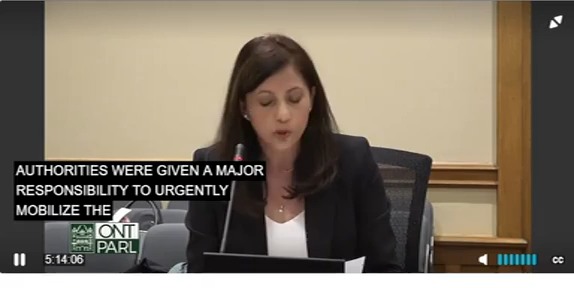 AUTHORITIES WERE GIVEN A MAJOR
RESPONSIBILITY TO URGENTLY
MOBILIZE THE
ONT
PARL
5:14:06
CC